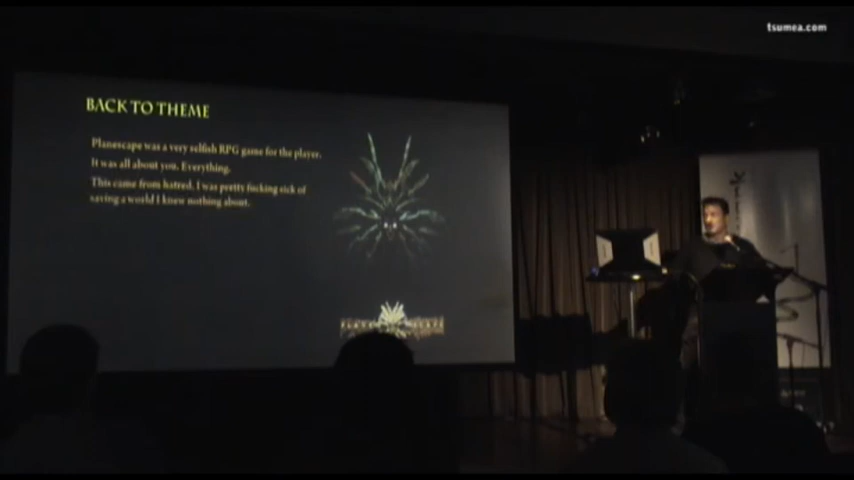 tsumea.com
BACK TO THEME
Planescape was a very selfish RPG game for the player.
It was all about you. Everything.
This came from hatred. I was pretty fucking sick of
saving a world I knew nothing about.